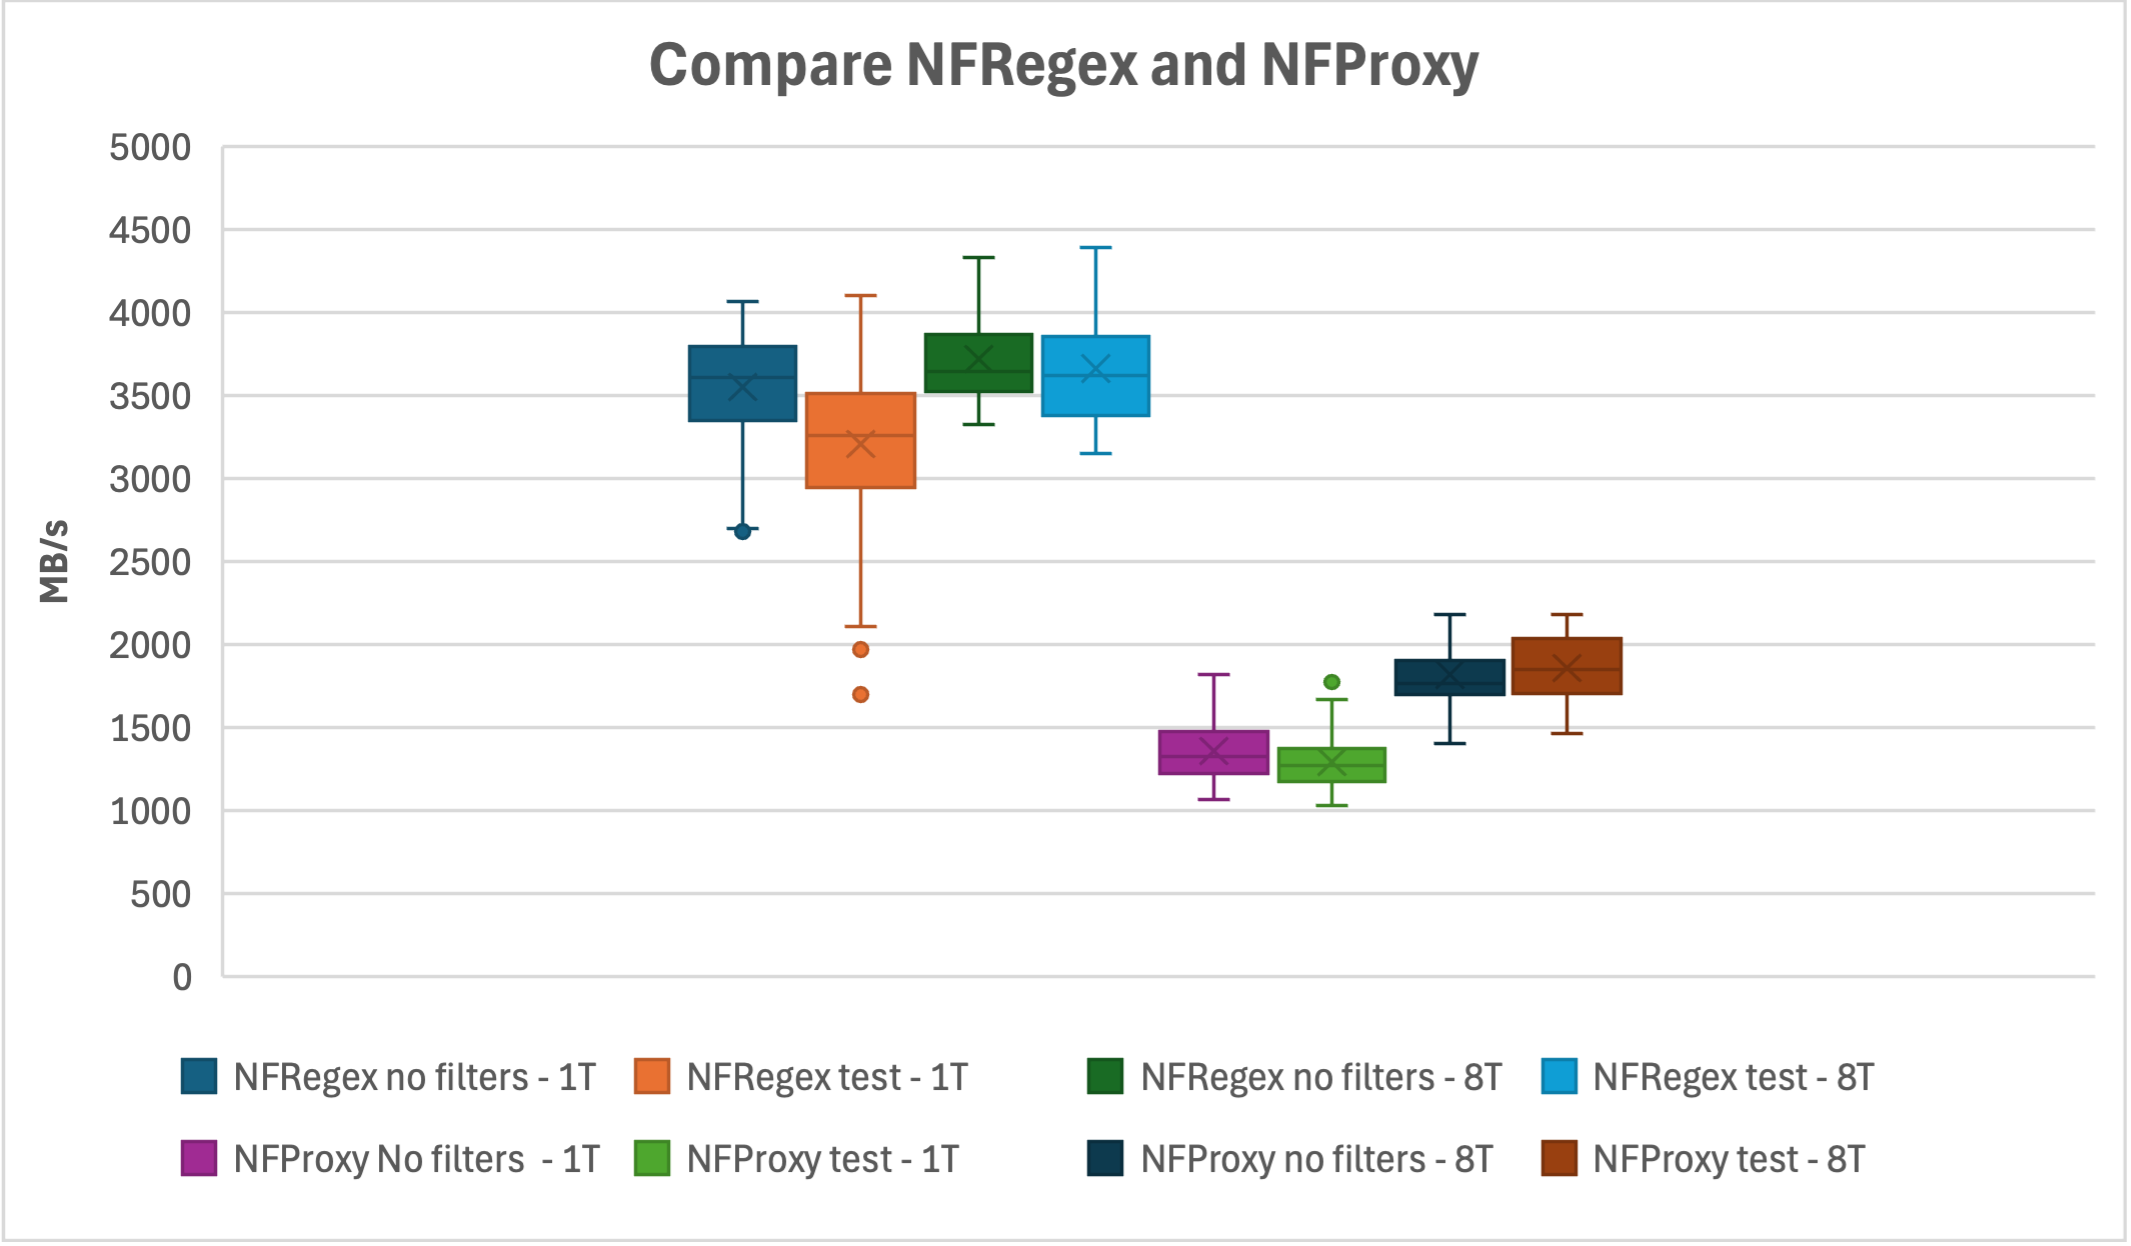 Compare NFRegex and NFProxy
5000
4500
4000
3500
3000
2500
2000
1500
1000
500
0
MB/s
NFRegex no filters - 1T
NFRegex test - 1T
NFRegex no filters - 8T
NFRegex test - 8T
NFProxy No filters  - 1T
NFProxy test - 1T
NFProxy no filters - 8T
NFProxy test - 8T